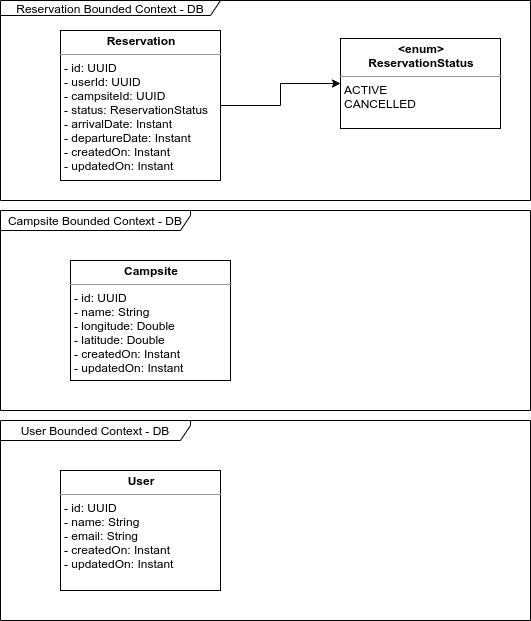 Reservation Bounded Context - DB
Reservation
- id: UUID
- userId: UUID
- campsiteId: UUID
- status: ReservationStatus
- arrivalDate: Instant
- departureDate: Instant
- createdOn: Instant
- updatedOn: Instant
<enum>
ReservationStatus
ACTIVE
CANCELLED
Campsite Bounded Context - DB
Campsite
- id: UUID
- name: String
- longitude: Double
- latitude: Double
- createdOn: Instant
- updatedOn: Instant
User Bounded Context - DB
User
- id: UUID
- name: String
- email: String
- createdOn: Instant
- updatedOn: Instant